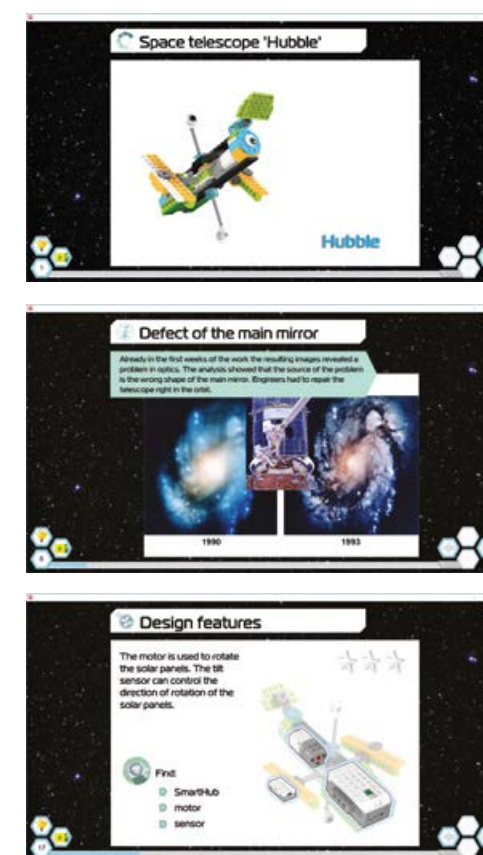 Space telescope 'Hubble'
Hubble
1
Defect of the main mirror
Already in the first weeks of the work the resulting images revealed a
problem in optics. The analysis showed that the source of the problem
is the wrong shape of the main mirror. Engineers had to repair the
telescope right in the orbit.
1990
1993
Design features
The motor is used to rotate
the solar panels. The tilt
sensor can control the
direction of rotation of the
solar panels.
Find:
SmartHub
motor
sensor
17